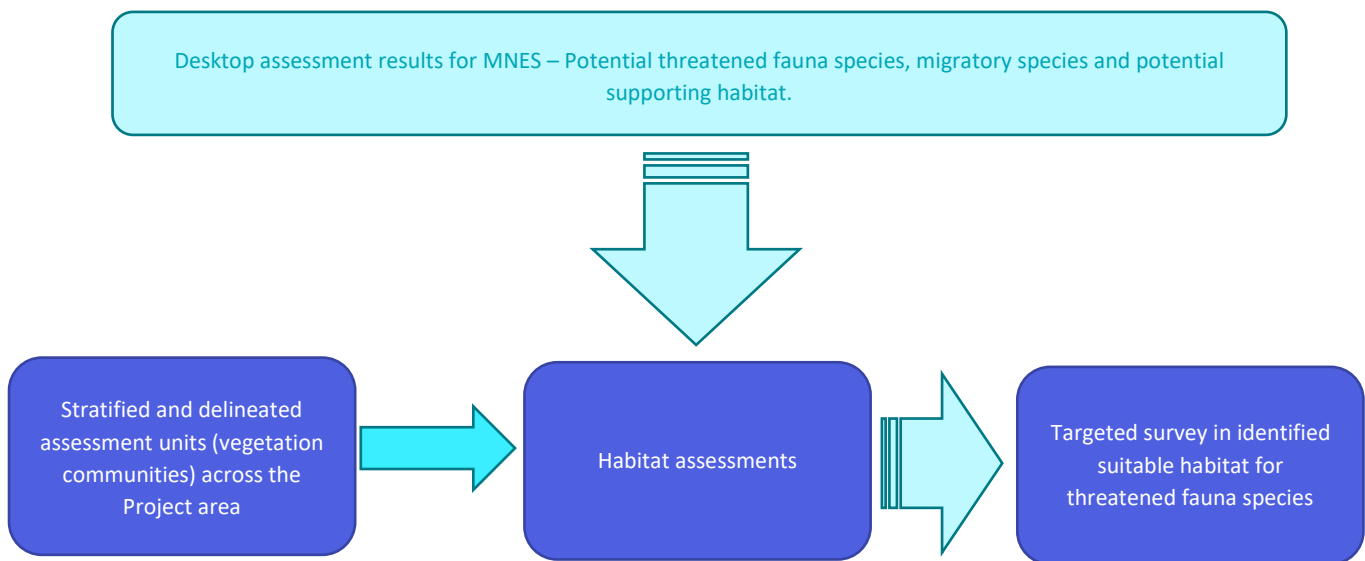 Desktop assessment results for MNES – Potential threatened fauna species, migratory species and potential
supporting habitat.
Stratified and delineated
assessment units (vegetation
communities) across the
Project area
Habitat assessments
Targeted survey in identified
suitable habitat for
threatened fauna species